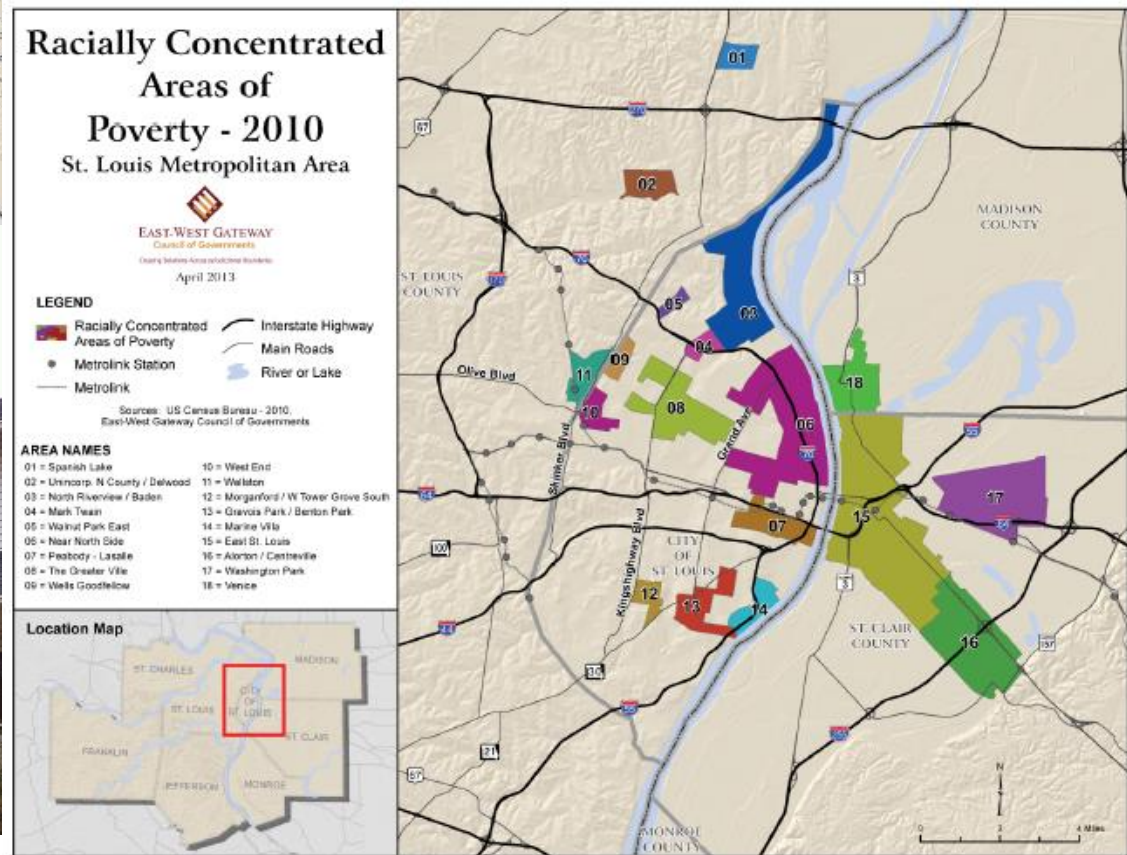 Racially Concentrated
Areas of
Poverty - 2010
St. Louis Metropolitan Area
EAST-WEST GATEWAY
Council of Governments
April 2013
LEGEND
Racially Concentrated
Areas of Poverty
Metrolink Station
Metrolink
Interstate Highway
Main Roads
River or Lake
Sources: US Census Bureau - 2010,
East-West Gateway Council of Governments
AREA NAMES
01 = Spanish Lake
02 = Unincorp. N County / Delwood
03 = North Riverview / Baden
04 = Mark Twain
05 = Walnut Park East
06 = Near North Side
07 = Peabody - Lasalle
08 = The Greater Ville
09 = Wells Goodfellow
10 = West End
11 = Wellston
12 = Morganford / W Tower Grove South
13 = Gravois Park / Benton Park
14 = Marine Villa
15 = East St. Louis
16 = Alorton / Centreville
17 = Washington Park
18 = Venice
Location Map
ST. CHARLES
MADISON
ST. LOUIS
CITY
OF
ST. LOUIS
ST. CLAIR
FRANKLIN
JEFFERSON
MONROE
01
270
67
02
MADISON
COUNTY
70
ST. LOUIS
COUNTY
3
05
03
04
09
11
Olive Blvd
18
10
08
Grand Ave
06
55
Skinker Blvd
70
64
17
15
64
07
Kingshighway Blvd
CITY
OF
ST. LOUIS
100
3
12
13
14
44
ST. CLAIR
COUNTY
16
157
30
55
21
67
N
MONROE
COUNTY
0
2
4 Miles